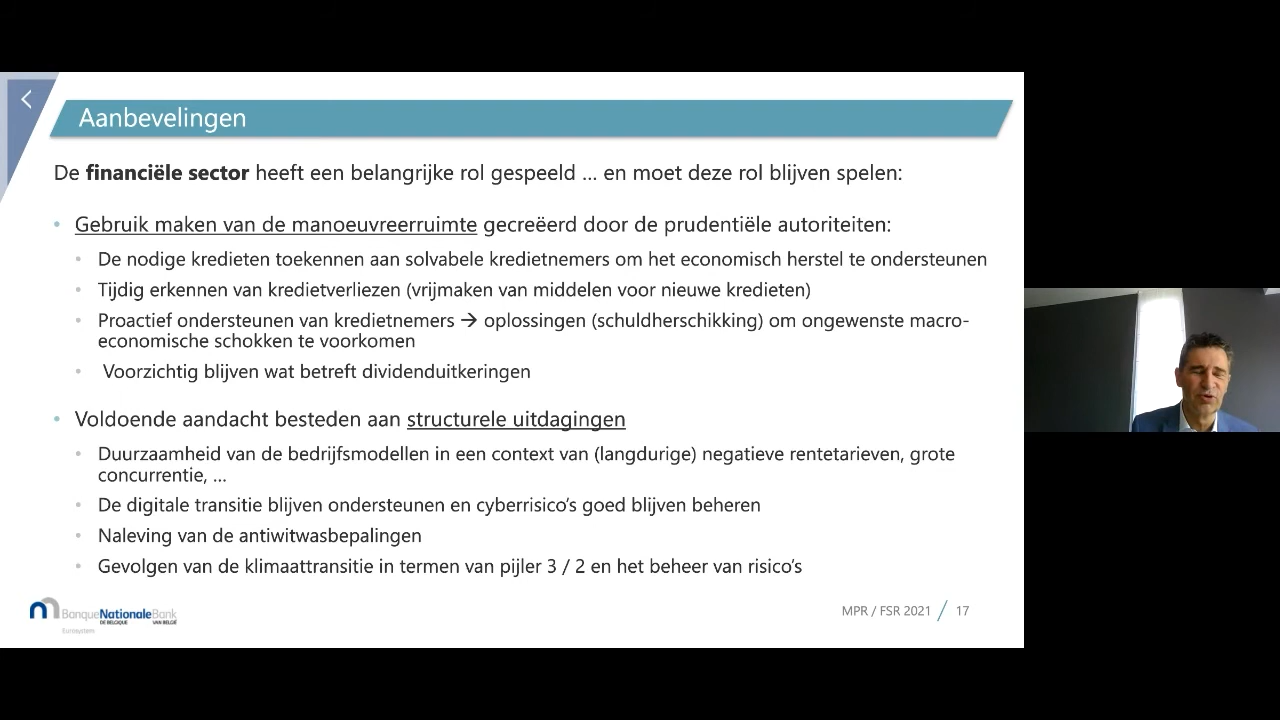 Aanbevelingen
De financiële sector heeft een belangrijke rol gespeeld ... en moet deze rol blijven spelen:
• Gebruik maken van de manoeuvreerruimte gecreëerd door de prudentiële autoriteiten:
• De nodige kredieten toekennen aan solvabele kredietnemers om het economisch herstel te ondersteunen
• Tijdig erkennen van kredietverliezen (vrijmaken van middelen voor nieuwe kredieten)
• Proactief ondersteunen van kredietnemers → oplossingen (schuldherschikking) om ongewenste macro-
economische schokken te voorkomen
• Voorzichtig blijven wat betreft dividenduitkeringen
• Voldoende aandacht besteden aan structurele uitdagingen
• Duurzaamheid van de bedrijfsmodellen in een context van (langdurige) negatieve rentetarieven, grote
concurrentie, ...
• De digitale transitie blijven ondersteunen en cyberrisico's goed blijven beheren
• Naleving van de antiwitwasbepalingen
• Gevolgen van de klimaattransitie in termen van pijler 3 / 2 en het beheer van risico's
BanqueNationaleBank
DE BELGIQUE VAN BELGIË
Eurosystem
MPR / FSR 2021 / 17